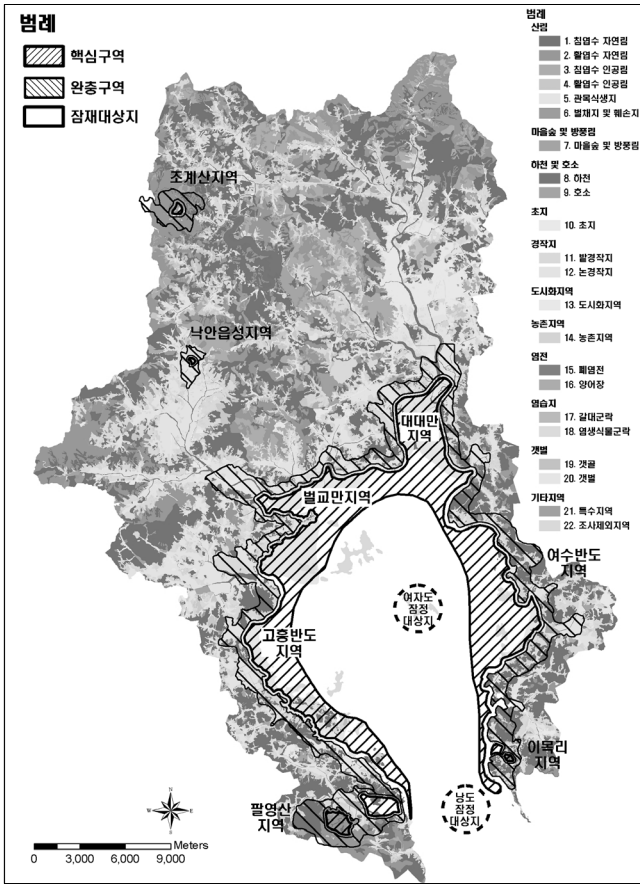 범례
핵심구역
완충구역
잠재대상지
조계산지역
낙안읍성지역
대대만
지역
벌교만지역
여수반도
지역
여자도
잠정
대상지
고흥반도
지역
이목리
지역
낭도
잠정
대상지
팔영산
지역
N
W
E
S
Meters
0 3,000 6,000 9,000
범례
산림
1. 침엽수 자연림
2. 활엽수 자연림
3. 침엽수 인공림
4. 활엽수 인공림
5. 관목식생지
6. 벌채지 및 훼손지
마을숲 및 방풍림
7. 마을숲 및 방풍림
하천 및 호소
8. 하천
9. 호소
초지
10. 초지
경작지
11. 밭경작지
12. 논경작지
도시화지역
13. 도시화지역
농촌지역
14. 농촌지역
염전
15. 폐염전
16. 양어장
염습지
17. 갈대군락
18. 염생식물군락
갯벌
19. 갯골
20. 갯벌
기타지역
21. 특수지역
22. 조사제외지역